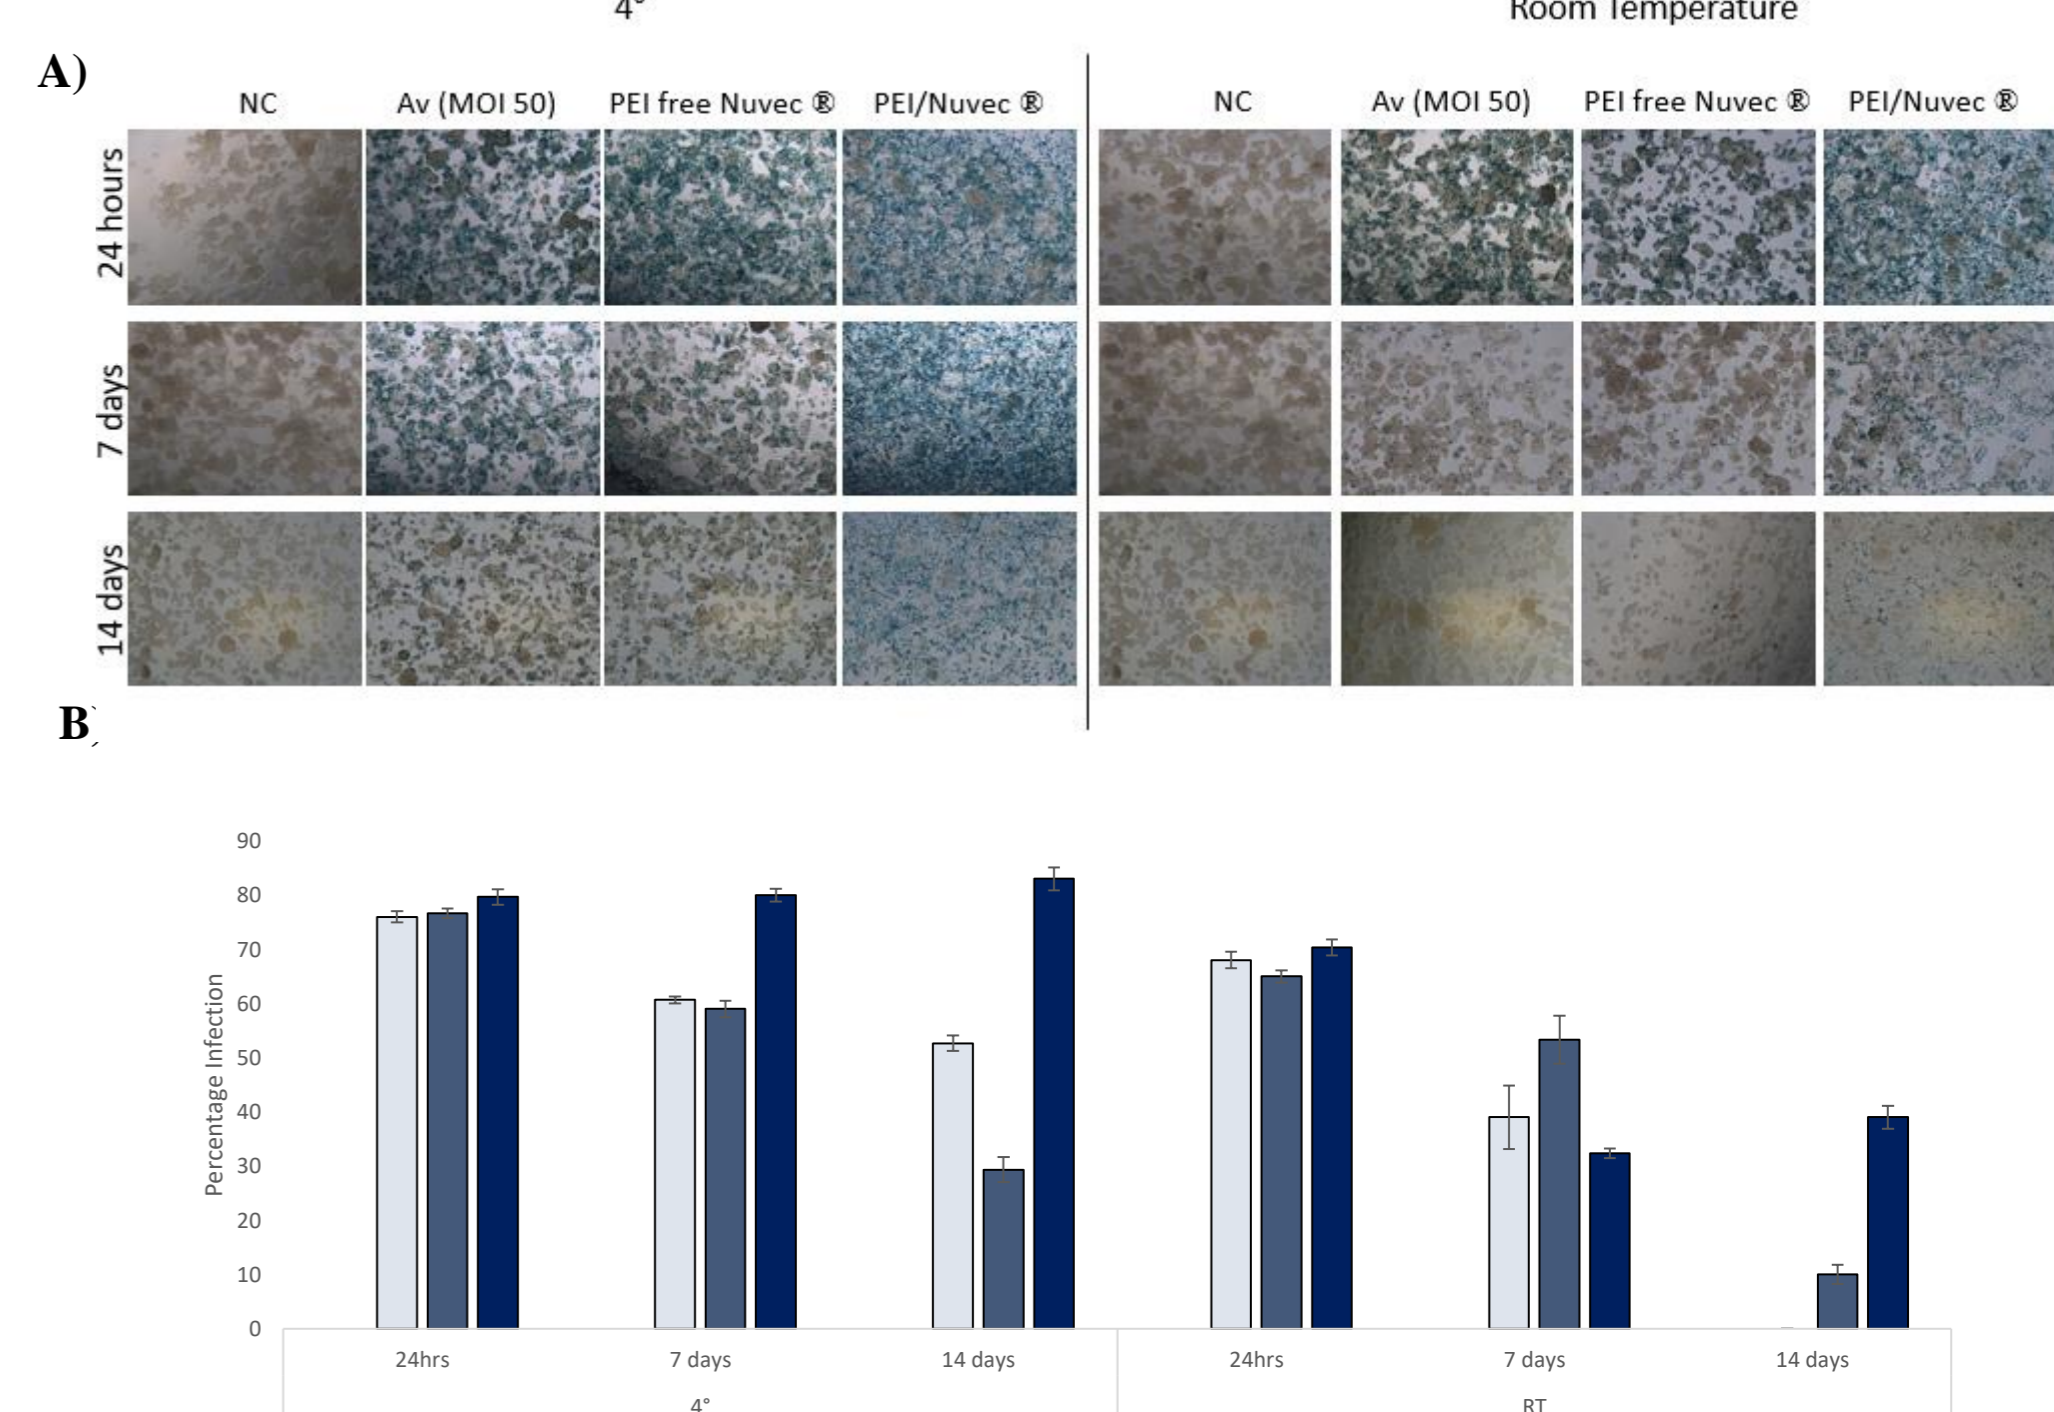 4° Room Temperature
A)
NC Av (MOI 50) PEI free Nuvec ® PEI/Nuvec ® NC Av (MOI 50) PEI free Nuvec ® PEI/Nuvec ®
24 hours
7 days
14 days
B)
Percentage Infection
90
80
70
60
50
40
30
20
10
0
24hrs 7 days 14 days 24hrs 7 days 14 days
4° RT